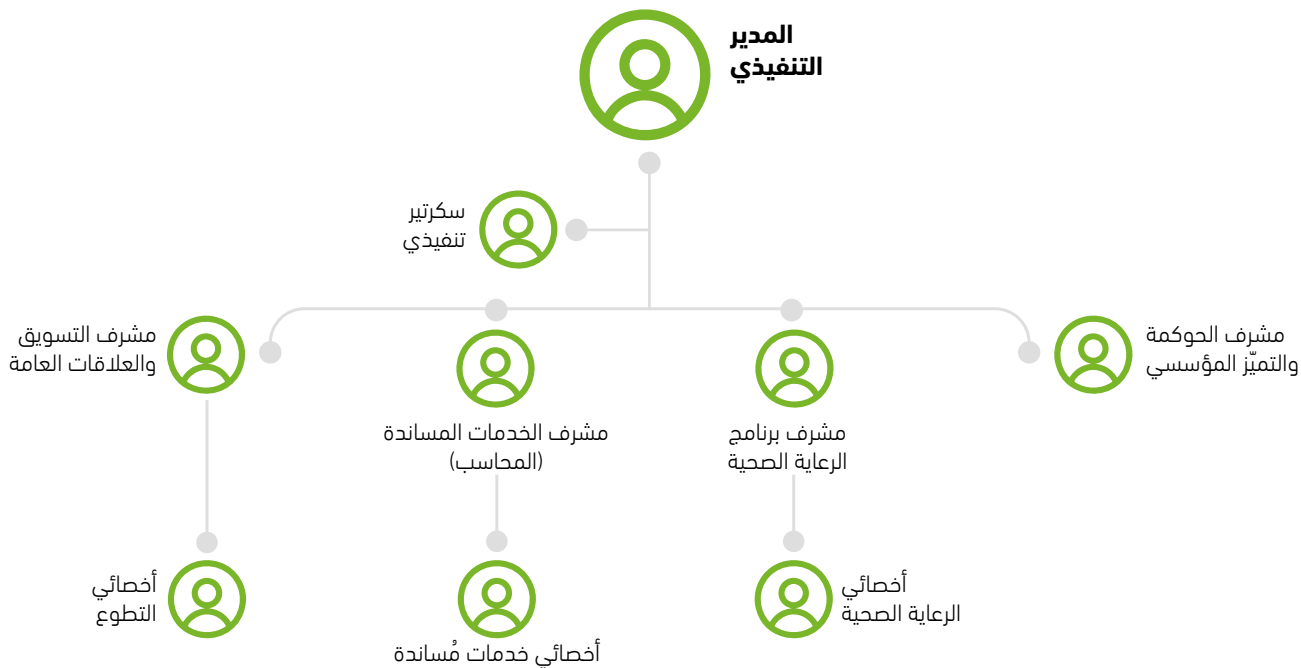 المدير
التنفيذي
سكرتير
تنفيذي
مشرف الحوكمة
والتميّز المؤسسي
مشرف برنامج
الرعاية الصحية
مشرف الخدمات المساندة
(المحاسب)
مشرف التسويق
والعلاقات العامة
أخصائي
الرعاية الصحية
أخصائي خدمات مُساندة
أخصائي
التطوع